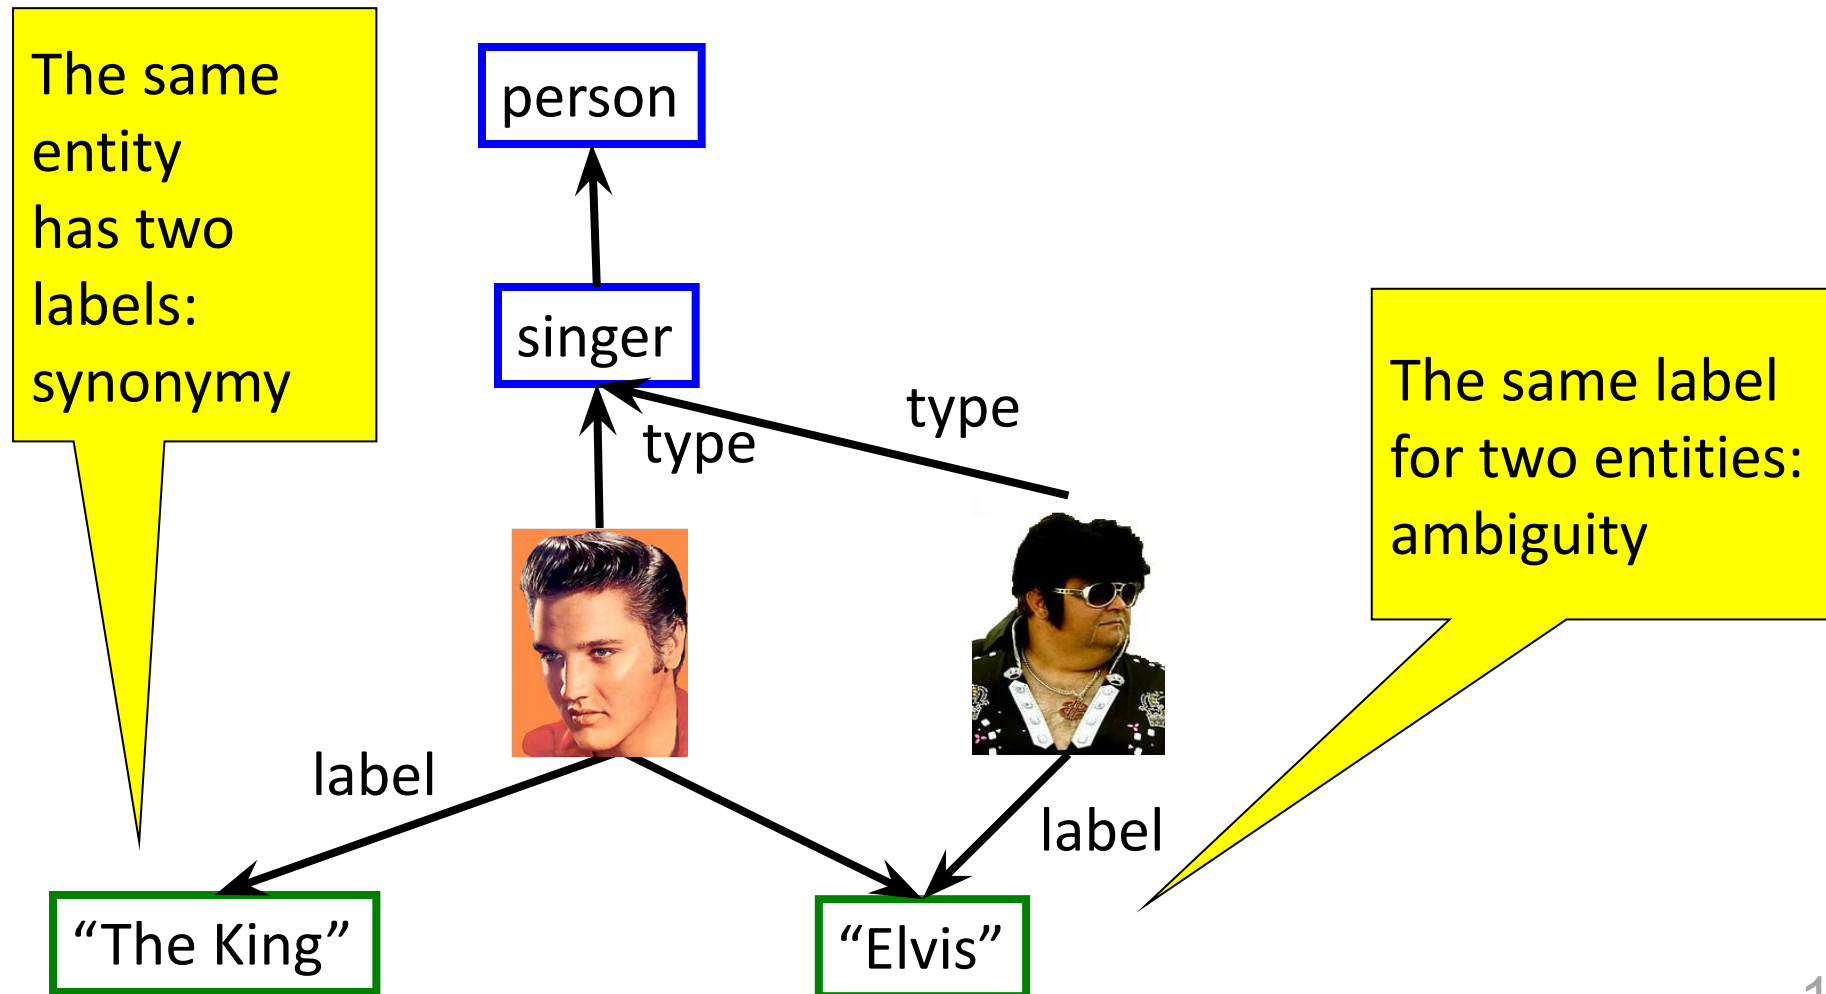 The same
entity
has two
labels:
synonymy
person
singer
type
type
The same label
for two entities:
ambiguity
label
label
“The King”
“Elvis”